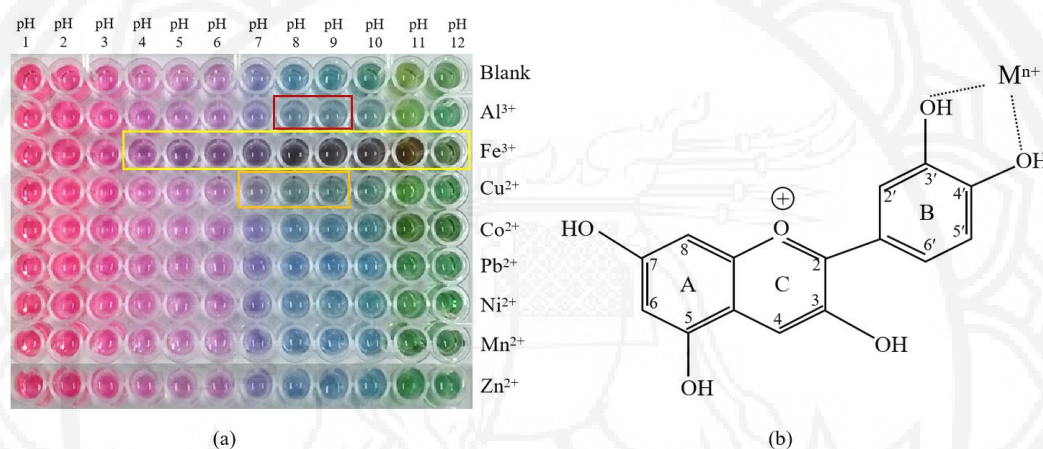 pH pH pH pH pH pH pH pH pH pH pH pH
1 2 3 4 5 6 7 8 9 10 11 12
Blank
Al³⁺
Fe³⁺
Cu²⁺
Co²⁺
Pb²⁺
Ni²⁺
Mn²⁺
Zn²⁺
(a)
Mⁿ⁺
OH
OH
3′
4′
2′
B
5′
6′
+
HO
O
8
7
2
A
C
6
3
5
4
OH
OH
(b)